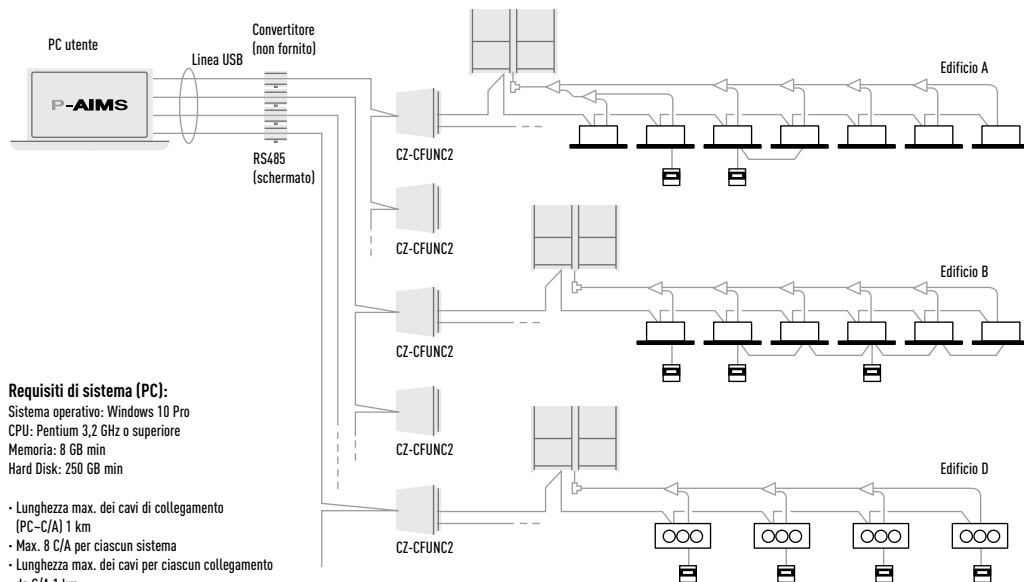 PC utente
P-AIMS
Linea USB
Convertitore
(non fornito)
RS485
(schermato)
CZ-CFUNC2
CZ-CFUNC2
CZ-CFUNC2
CZ-CFUNC2
CZ-CFUNC2
Edificio A
Edificio B
Edificio D
Requisiti di sistema (PC):
Sistema operativo: Windows 10 Pro
CPU: Pentium 3,2 GHz o superiore
Memoria: 8 GB min
Hard Disk: 250 GB min
· Lunghezza max. dei cavi di collegamento
(PC~C/A) 1 km
· Max. 8 C/A per ciascun sistema
· Lunghezza max. dei cavi per ciascun collegamento
da C/A 1 km